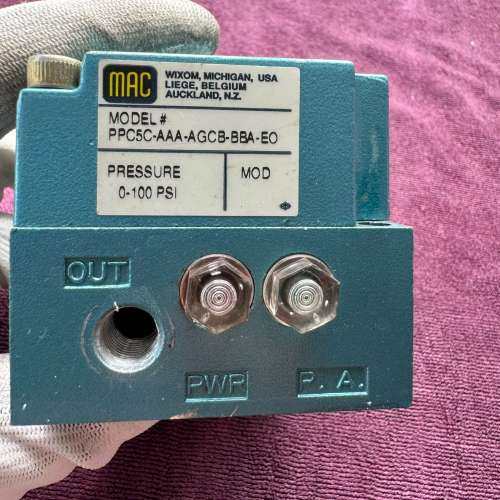 MAC
WIXOM, MICHIGAN, USA
LIEGE, BELGIUM
AUCKLAND, N.Z.
MODEL #
PPC5C-AAA-AGCB-BBA-EO
PRESSURE
0-100 PSI
MOD
OUT
PWR
P. A.